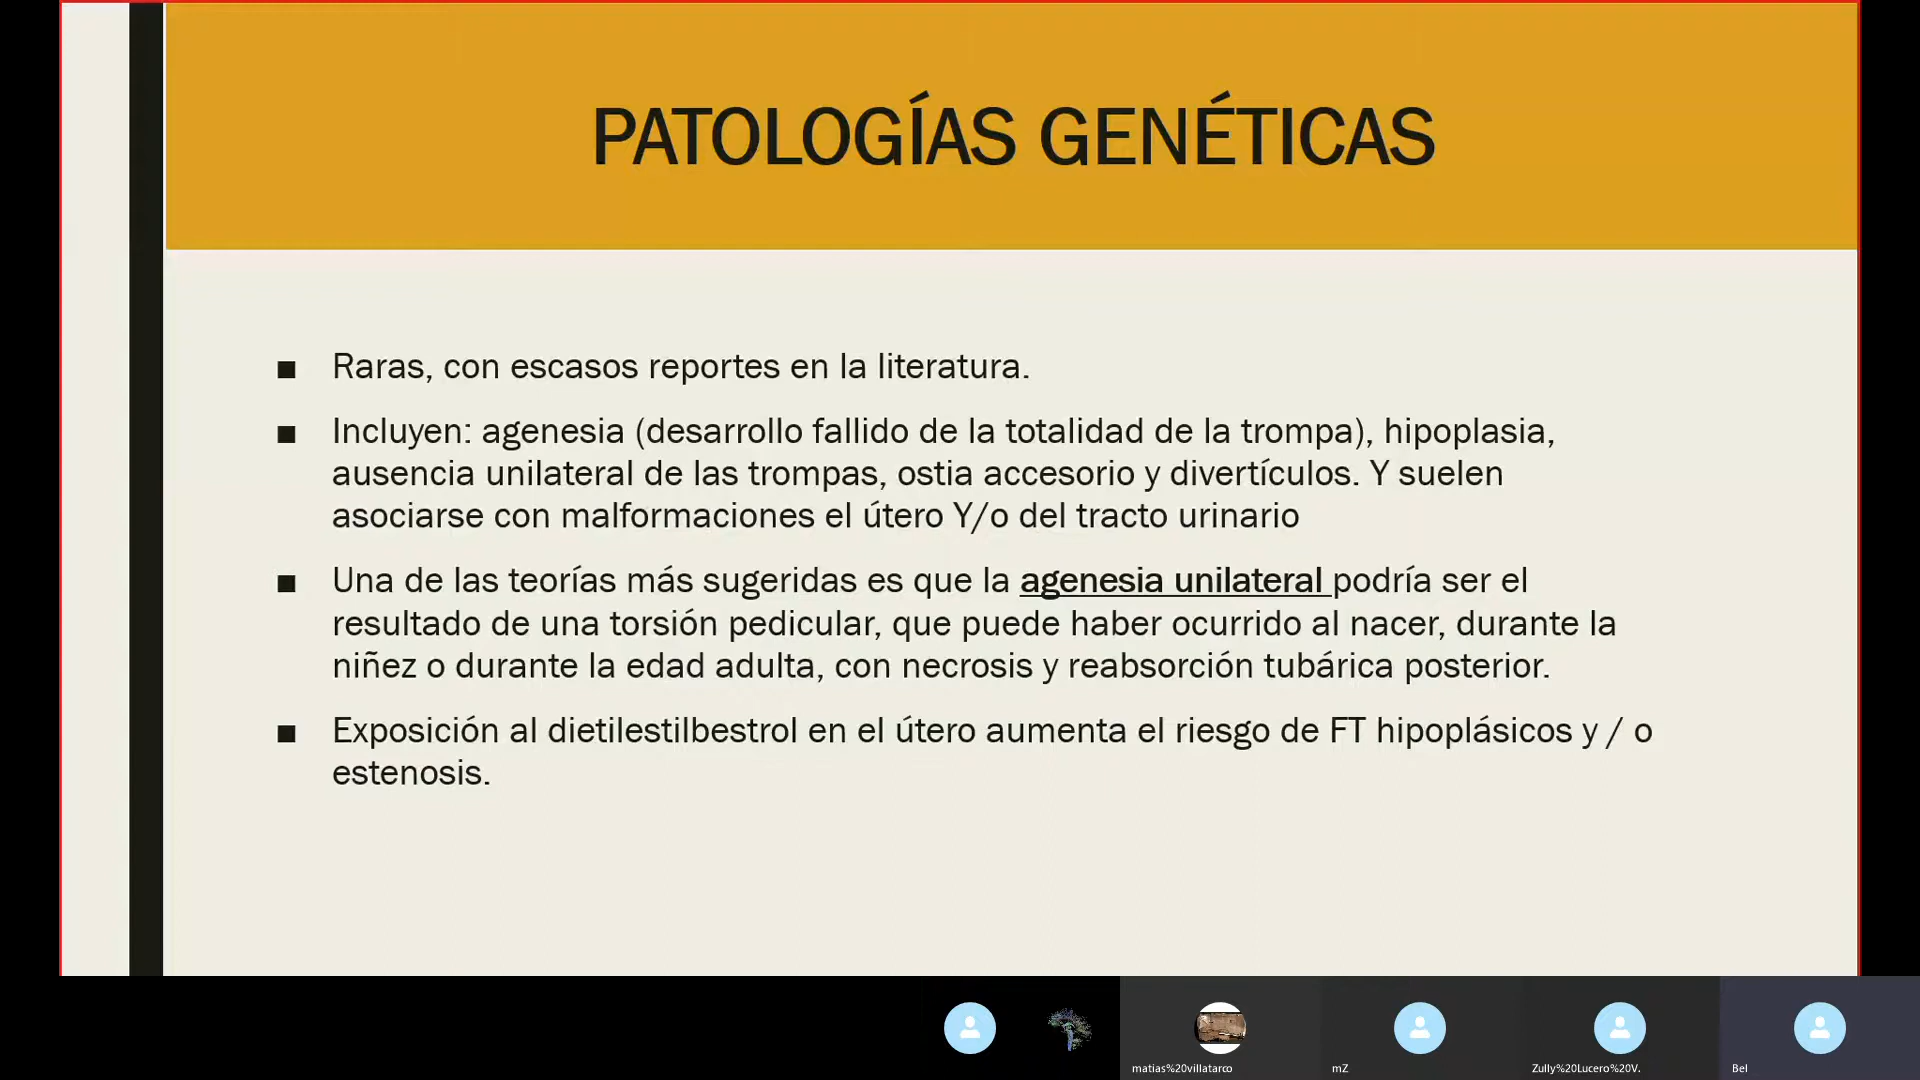 PATOLOGÍAS GENÉTICAS
■ Raras, con escasos reportes en la literatura.
■ Incluyen: agenesia (desarrollo fallido de la totalidad de la trompa), hipoplasia,
ausencia unilateral de las trompas, ostia accesorio y divertículos. Y suelen
asociarse con malformaciones el útero Y/o del tracto urinario
■ Una de las teorías más sugeridas es que la agenesia unilateral podría ser el
resultado de una torsión pedicular, que puede haber ocurrido al nacer, durante la
niñez o durante la edad adulta, con necrosis y reabsorción tubárica posterior.
■ Exposición al dietilestilbestrol en el útero aumenta el riesgo de FT hipoplásicos y / o
estenosis.
matias%20villatarco
mZ
Zully%20Lucero%20V.
Bel